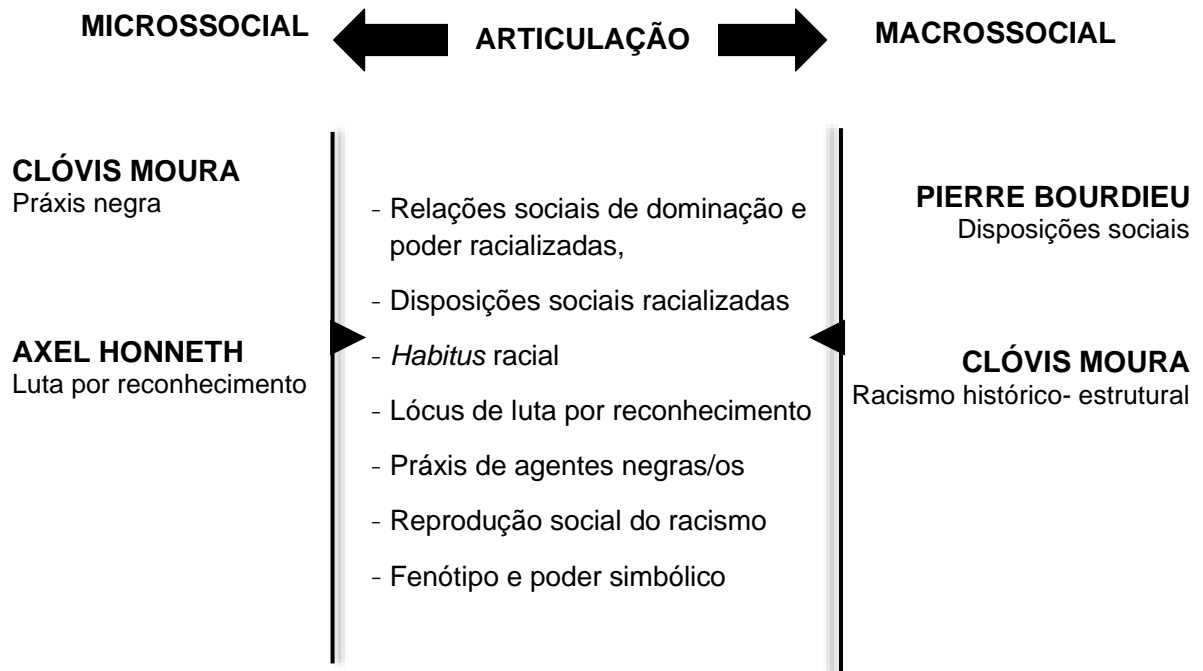 MICROSSOCIAL
ARTICULAÇÃO
MACROSSOCIAL
CLÓVIS MOURA
Práxis negra
AXEL HONNETH
Luta por reconhecimento
- Relações sociais de dominação e
poder racializadas,
- Disposições sociais racializadas
- Habitus racial
- Lócus de luta por reconhecimento
- Práxis de agentes negras/os
- Reprodução social do racismo
- Fenótipo e poder simbólico
PIERRE BOURDIEU
Disposições sociais
CLÓVIS MOURA
Racismo histórico- estrutural